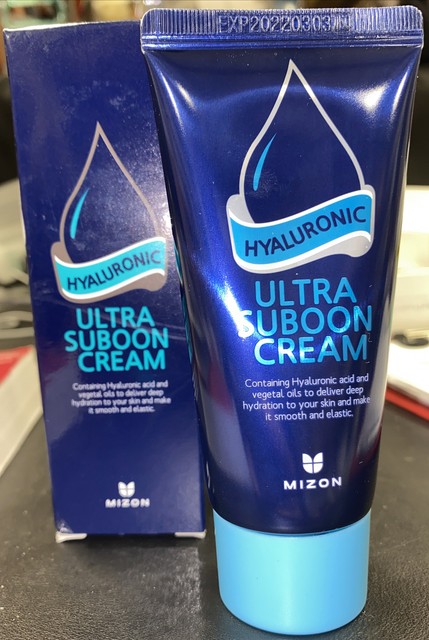 HYALURONIC
ULTRA
SUBOON
CREAM
Containing Hyaluronic acid and
vegetal oils to deliver deep
hydration to your skin and make
it smooth and elastic.
MIZON
EXP20220303
HYALURONIC
ULTRA
SUBOON
CREAM
Containing Hyaluronic acid and
vegetal oils to deliver deep
hydration to your skin and make
it smooth and elastic.
MIZON